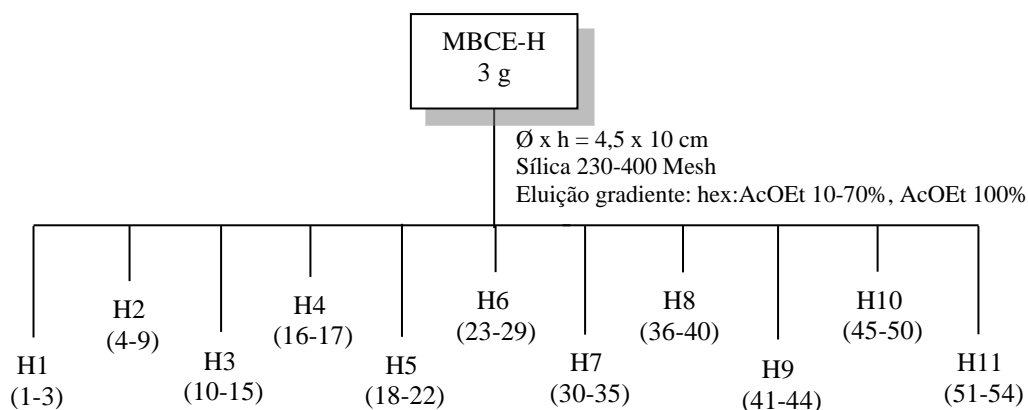 MBCE-H
3 g
Ø x h = 4,5 x 10 cm
Sílica 230-400 Mesh
Eluição gradiente: hex:AcOEt 10-70%, AcOEt 100%
H1
(1-3)
H2
(4-9)
H3
(10-15)
H4
(16-17)
H5
(18-22)
H6
(23-29)
H7
(30-35)
H8
(36-40)
H9
(41-44)
H10
(45-50)
H11
(51-54)